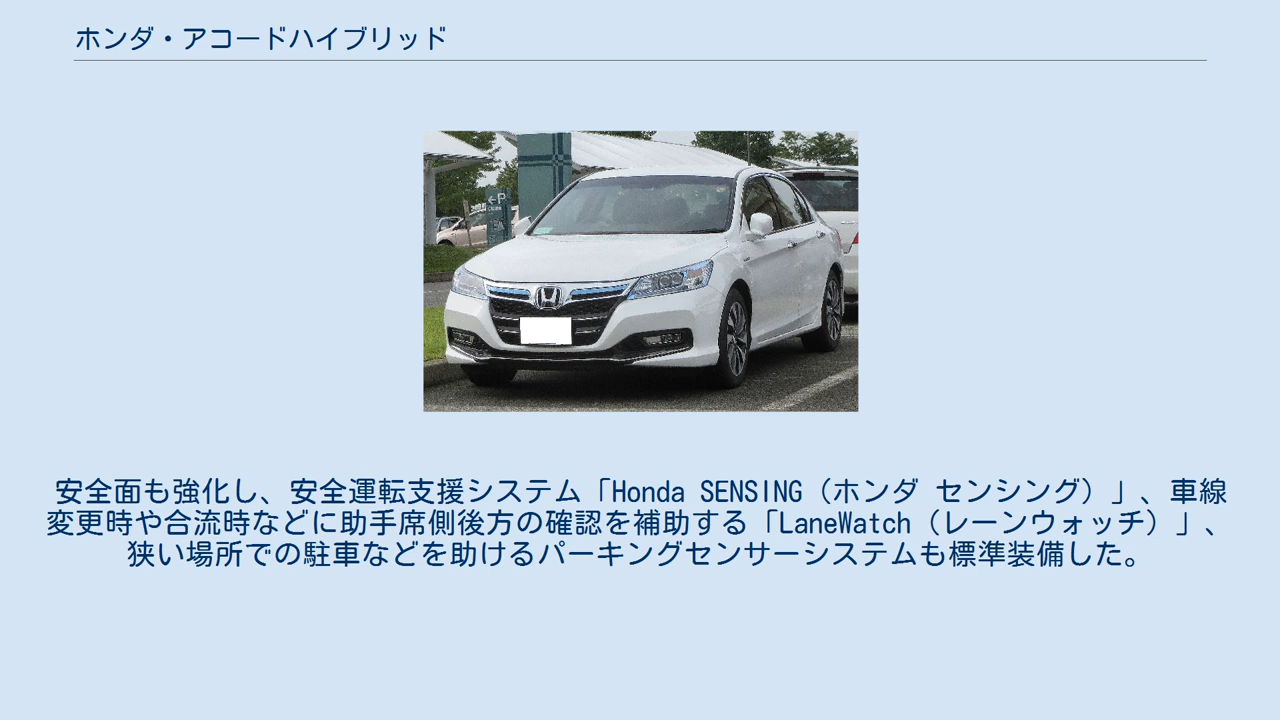 ホンダ・アコードハイブリッド
P
安全面も強化し、安全運転支援システム「Honda SENSING（ホンダ センシング）」、車線
変更時や合流時などに助手席側後方の確認を補助する「LaneWatch（レーンウォッチ）」、
狭い場所での駐車などを助けるパーキングセンサーシステムも標準装備した。